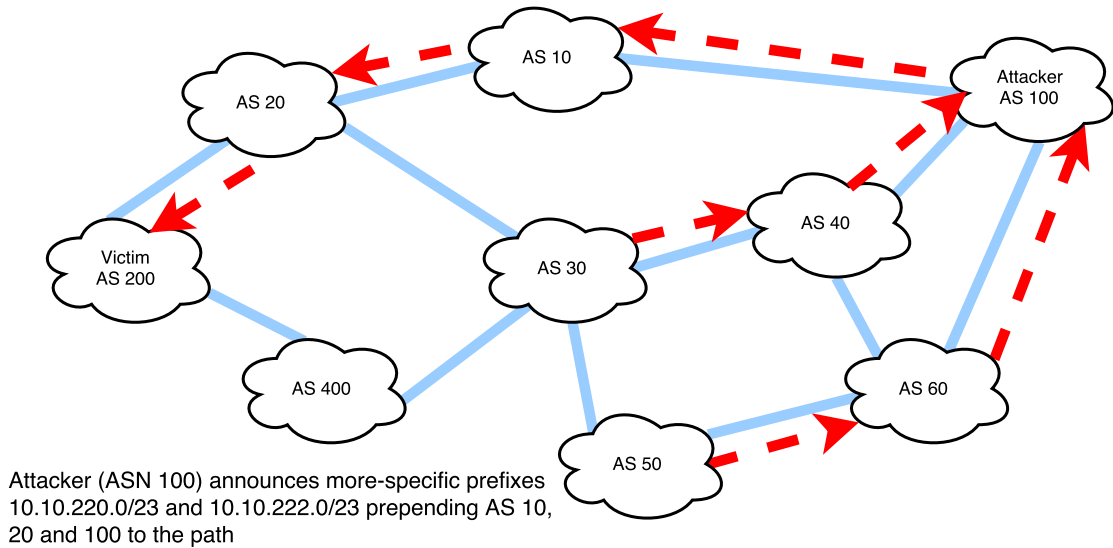 AS 10
Attacker
AS 100
AS 20
AS 40
Victim
AS 200
AS 30
AS 400
AS 60
AS 50
Attacker (ASN 100) announces more-specific prefixes
10.10.220.0/23 and 10.10.222.0/23 prepending AS 10,
20 and 100 to the path